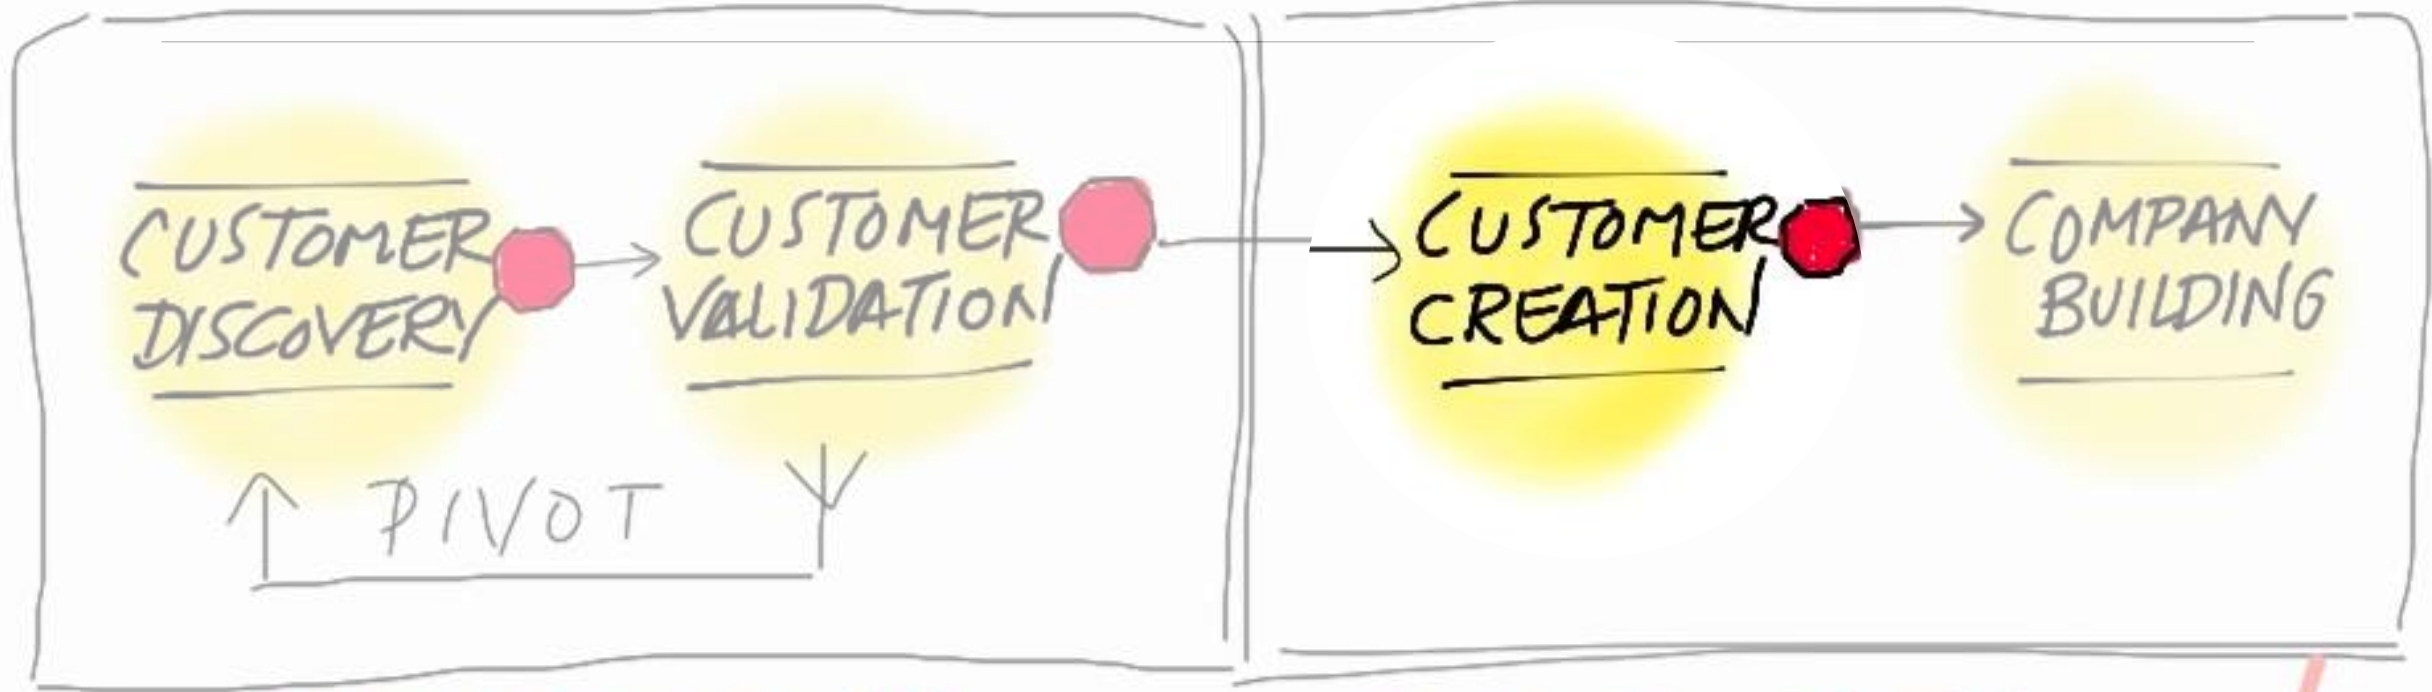 CUSTOMER
DISCOVERY
CUSTOMER
VALIDATION
CUSTOMER
CREATION
COMPANY
BUILDING
PIVOT